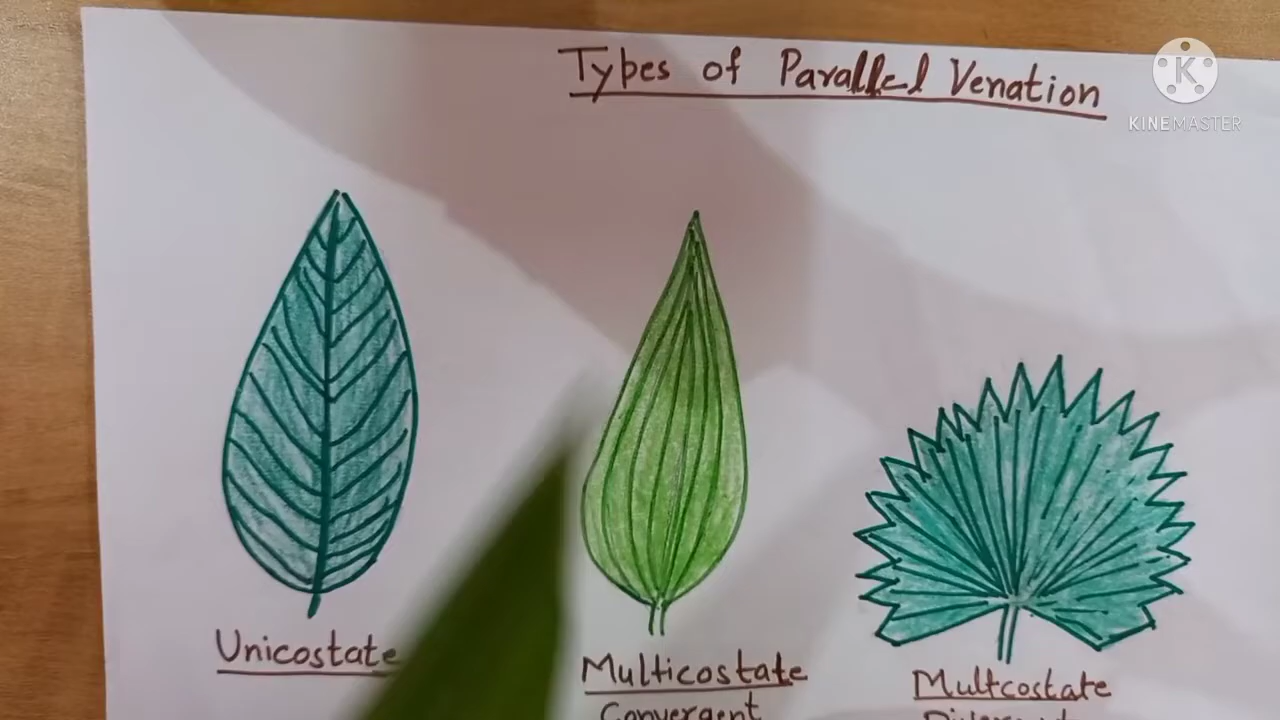 Types of Parallel Venation
K
KINEMASTER
Unicostate
Multicostate
Convergent
Multcostate